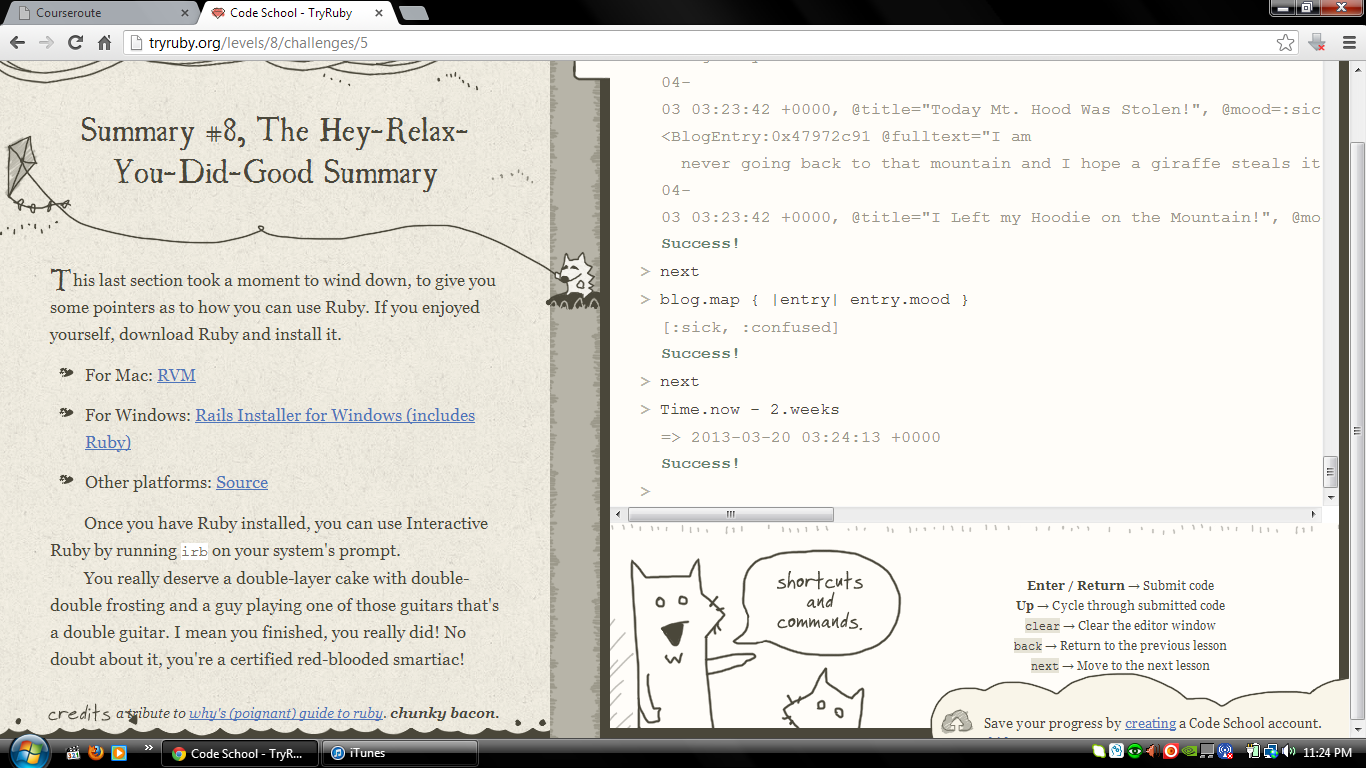 Courseroute
Code School - TryRuby
tryruby.org/levels/8/challenges/5
Summary #8, The Hey-Relax-
You-Did-Good Summary
This last section took a moment to wind down, to give you
some pointers as to how you can use Ruby. If you enjoyed
yourself, download Ruby and install it.
For Mac: RVM
For Windows: Rails Installer for Windows (includes
Ruby)
Other platforms: Source
Once you have Ruby installed, you can use Interactive
Ruby by running irb on your system's prompt.
You really deserve a double-layer cake with double-
double frosting and a guy playing one of those guitars that's
a double guitar. I mean you finished, you really did! No
doubt about it, you're a certified red-blooded smartiac!
credits a tribute to why's (poignant) guide to ruby. chunky bacon.
04-
03 03:23:42 +0000, @title="Today Mt. Hood Was Stolen!", @mood=:sic
<BlogEntry:0x47972c91 @fulltext="I am
never going back to that mountain and I hope a giraffe steals it
04-
03 03:23:42 +0000, @title="I Left my Hoodie on the Mountain!", @mo
Success!
> next
> blog.map { |entry| entry.mood }
[:sick, :confused]
Success!
> next
> Time.now - 2.weeks
=> 2013-03-20 03:24:13 +0000
Success!
>
shortcuts
and
commands.
Enter / Return → Submit code
Up → Cycle through submitted code
clear → Clear the editor window
back → Return to the previous lesson
next → Move to the next lesson
Save your progress by creating a Code School account.
Code School - TryR...
iTunes
11:24 PM